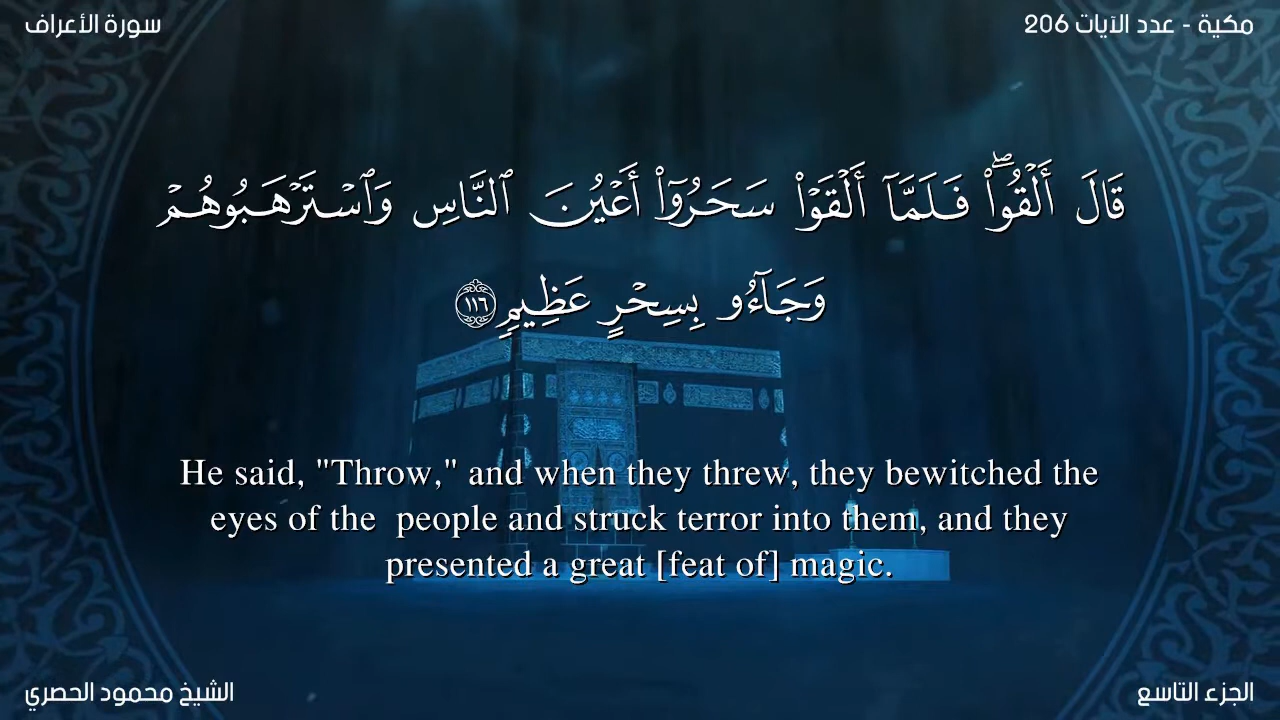 مكية - عدد الآيات 206
سورة الأعراف
قَالَ أَلْقُوا۟ ۖ فَلَمَّآ أَلْقَوْا۟ سَحَرُوٓا۟ أَعْيُنَ ٱلنَّاسِ وَٱسْتَرْهَبُوهُمْ
وَجَآءُو بِسِحْرٍ عَظِيمٍ ١١٦
He said, "Throw," and when they threw, they bewitched the
eyes of the people and struck terror into them, and they
presented a great [feat of] magic.
الجزء التاسع
الشيخ محمود الحصري